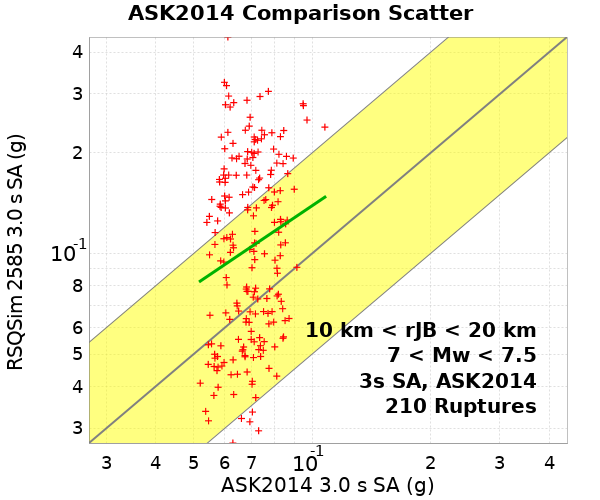 ASK2014 Comparison Scatter
RSQSim 2585 3.0 s SA (g)
4
3
2
10-1
8
6
5
4
3
10 km < rJB < 20 km
7 < Mw < 7.5
3s SA, ASK2014
210 Ruptures
3 4 5 6 7 10-1 2 3 4
ASK2014 3.0 s SA (g)